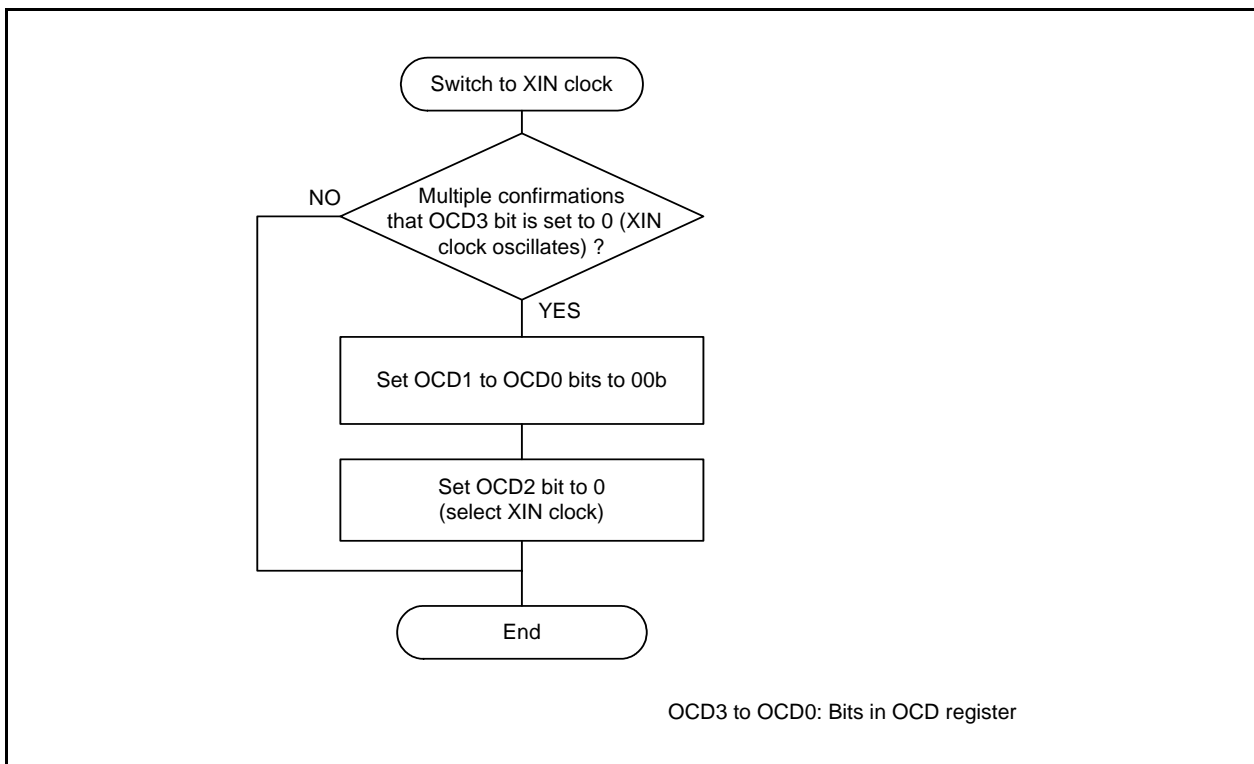 Switch to XIN clock
NO
Multiple confirmations
that OCD3 bit is set to 0 (XIN
clock oscillates) ?
YES
Set OCD1 to OCD0 bits to 00b
Set OCD2 bit to 0
(select XIN clock)
End
OCD3 to OCD0: Bits in OCD register